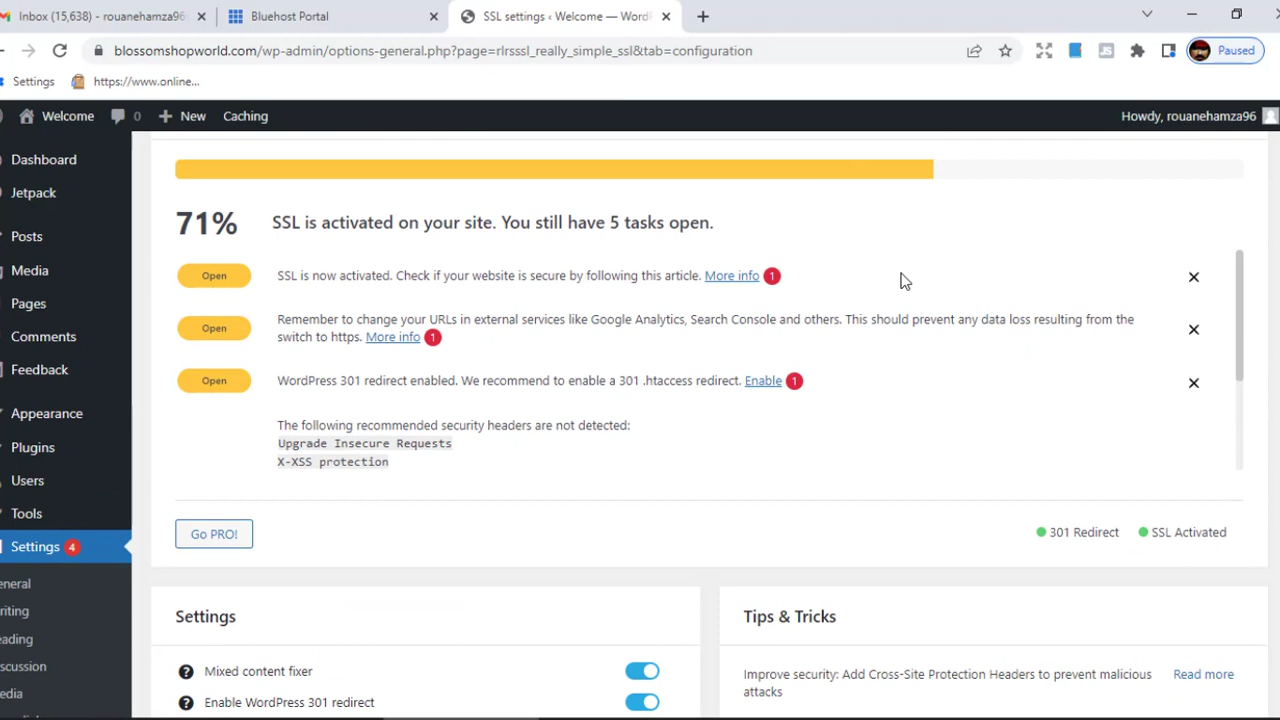 Inbox (15,638) - rouanehamza96
Bluehost Portal
SSL settings ‹ Welcome — Word
blossomshopworld.com/wp-admin/options-general.php?page=rlrsssl_really_simple_ssl&tab=configuration
JS
Paused
Settings
https://www.online...
Welcome
0
New
Caching
Howdy, rouanehamza96
Dashboard
Jetpack
Posts
Media
Pages
Comments
Feedback
Appearance
Plugins
Users
Tools
Settings 4
eneral
riting
eading
scussion
edia
71%
SSL is activated on your site. You still have 5 tasks open.
Open
SSL is now activated. Check if your website is secure by following this article. More info 1
Open
Remember to change your URLs in external services like Google Analytics, Search Console and others. This should prevent any data loss resulting from the
switch to https. More info 1
Open
WordPress 301 redirect enabled. We recommend to enable a 301 .htaccess redirect. Enable 1
The following recommended security headers are not detected:
Upgrade Insecure Requests
X-XSS protection
Go PRO!
301 Redirect
SSL Activated
Settings
Mixed content fixer
Enable WordPress 301 redirect
Tips & Tricks
Improve security: Add Cross-Site Protection Headers to prevent malicious
attacks
Read more